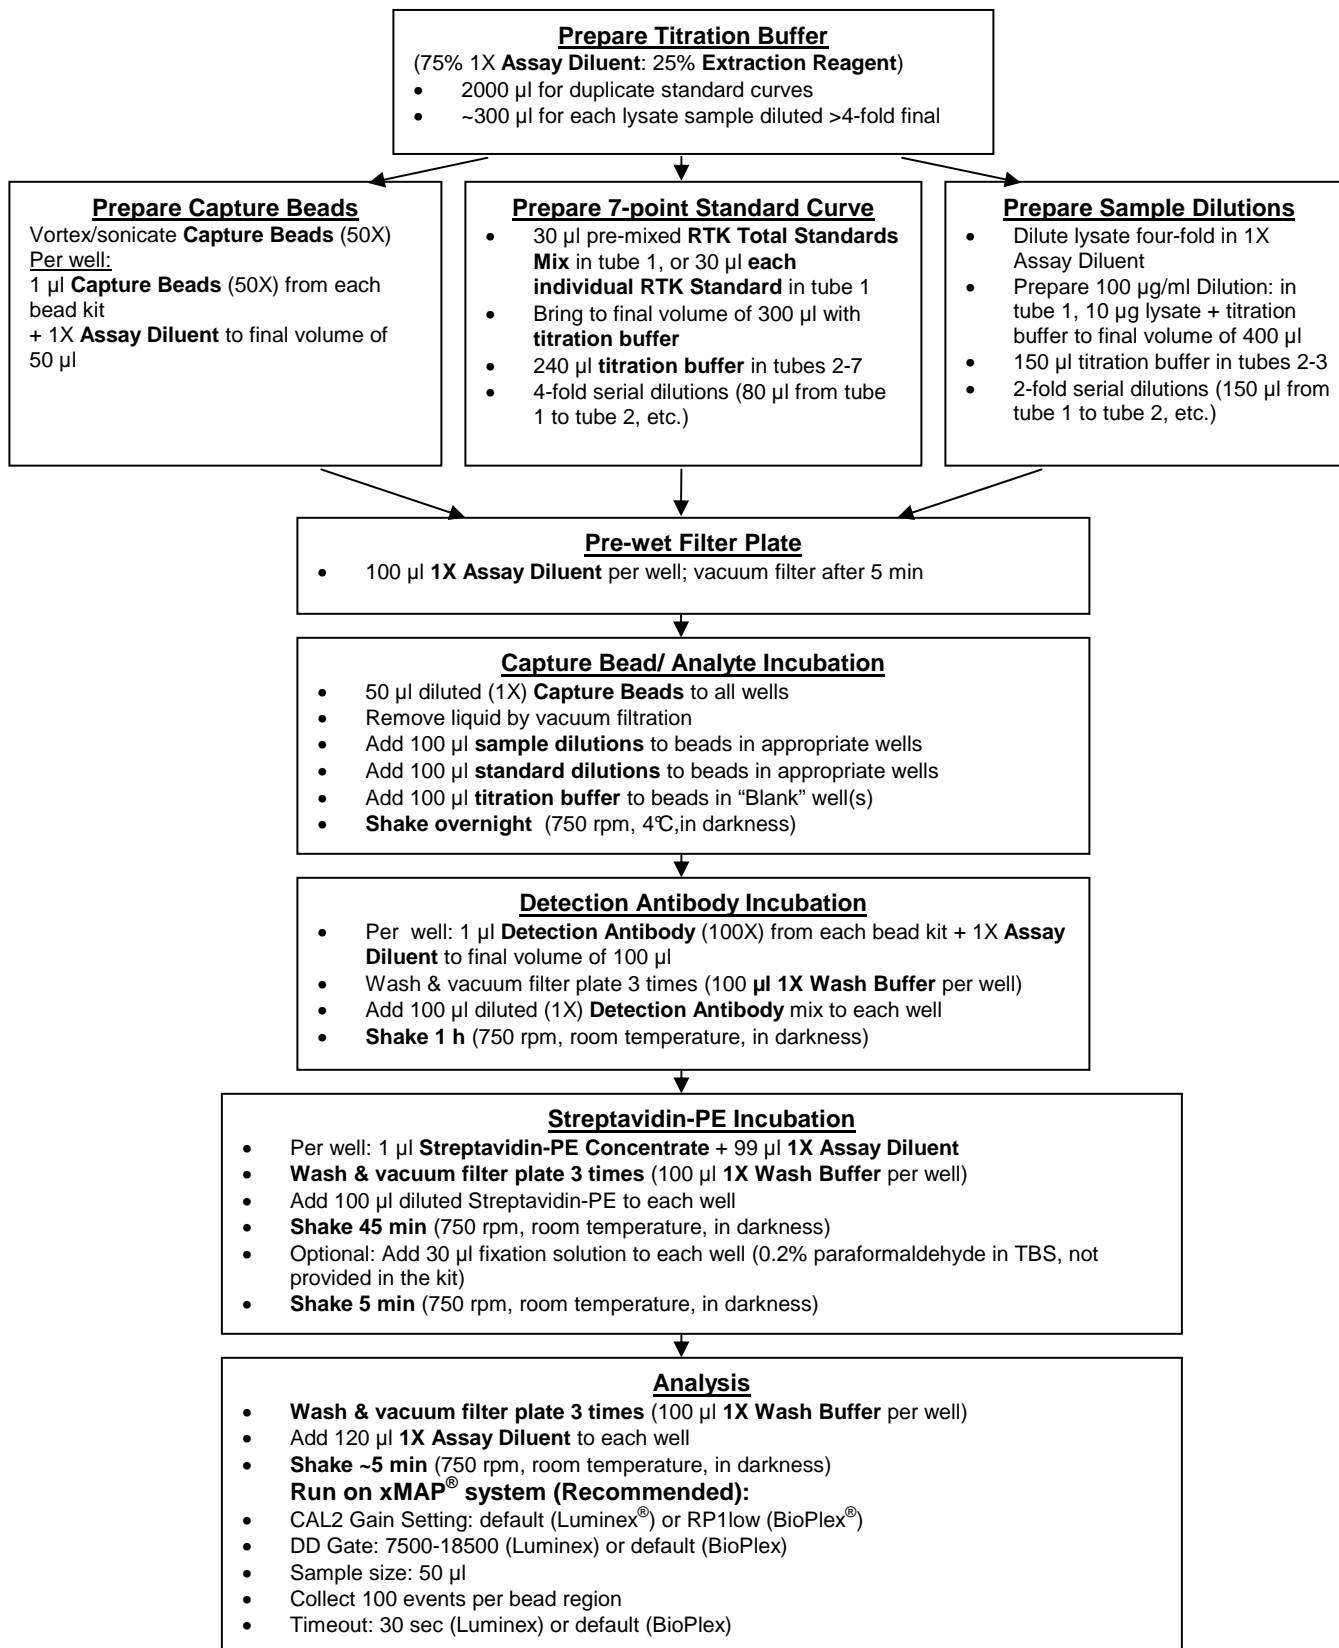 Prepare Titration Buffer
(75% 1X Assay Diluent: 25% Extraction Reagent)
• 2000 µl for duplicate standard curves
• ~300 µl for each lysate sample diluted >4-fold final
Prepare Capture Beads
Vortex/sonicate Capture Beads (50X)
Per well:
1 µl Capture Beads (50X) from each
bead kit
+ 1X Assay Diluent to final volume of
50 µl
Prepare 7-point Standard Curve
• 30 µl pre-mixed RTK Total Standards
Mix in tube 1, or 30 µl each
individual RTK Standard in tube 1
• Bring to final volume of 300 µl with
titration buffer
• 240 µl titration buffer in tubes 2-7
• 4-fold serial dilutions (80 µl from tube
1 to tube 2, etc.)
Prepare Sample Dilutions
• Dilute lysate four-fold in 1X
Assay Diluent
• Prepare 100 µg/ml Dilution: in
tube 1, 10 µg lysate + titration
buffer to final volume of 400 µl
• 150 µl titration buffer in tubes 2-3
• 2-fold serial dilutions (150 µl from
tube 1 to tube 2, etc.)
Pre-wet Filter Plate
• 100 µl 1X Assay Diluent per well; vacuum filter after 5 min
Capture Bead/ Analyte Incubation
• 50 µl diluted (1X) Capture Beads to all wells
• Remove liquid by vacuum filtration
• Add 100 µl sample dilutions to beads in appropriate wells
• Add 100 µl standard dilutions to beads in appropriate wells
• Add 100 µl titration buffer to beads in “Blank” well(s)
• Shake overnight (750 rpm, 4°C,in darkness)
Detection Antibody Incubation
• Per well: 1 µl Detection Antibody (100X) from each bead kit + 1X Assay
Diluent to final volume of 100 µl
• Wash & vacuum filter plate 3 times (100 µl 1X Wash Buffer per well)
• Add 100 µl diluted (1X) Detection Antibody mix to each well
• Shake 1 h (750 rpm, room temperature, in darkness)
Streptavidin-PE Incubation
• Per well: 1 µl Streptavidin-PE Concentrate + 99 µl 1X Assay Diluent
• Wash & vacuum filter plate 3 times (100 µl 1X Wash Buffer per well)
• Add 100 µl diluted Streptavidin-PE to each well
• Shake 45 min (750 rpm, room temperature, in darkness)
• Optional: Add 30 µl fixation solution to each well (0.2% paraformaldehyde in TBS, not
provided in the kit)
• Shake 5 min (750 rpm, room temperature, in darkness)
Analysis
• Wash & vacuum filter plate 3 times (100 µl 1X Wash Buffer per well)
• Add 120 µl 1X Assay Diluent to each well
• Shake ~5 min (750 rpm, room temperature, in darkness)
Run on xMAP® system (Recommended):
• CAL2 Gain Setting: default (Luminex®) or RP1low (BioPlex®)
• DD Gate: 7500-18500 (Luminex) or default (BioPlex)
• Sample size: 50 µl
• Collect 100 events per bead region
• Timeout: 30 sec (Luminex) or default (BioPlex)